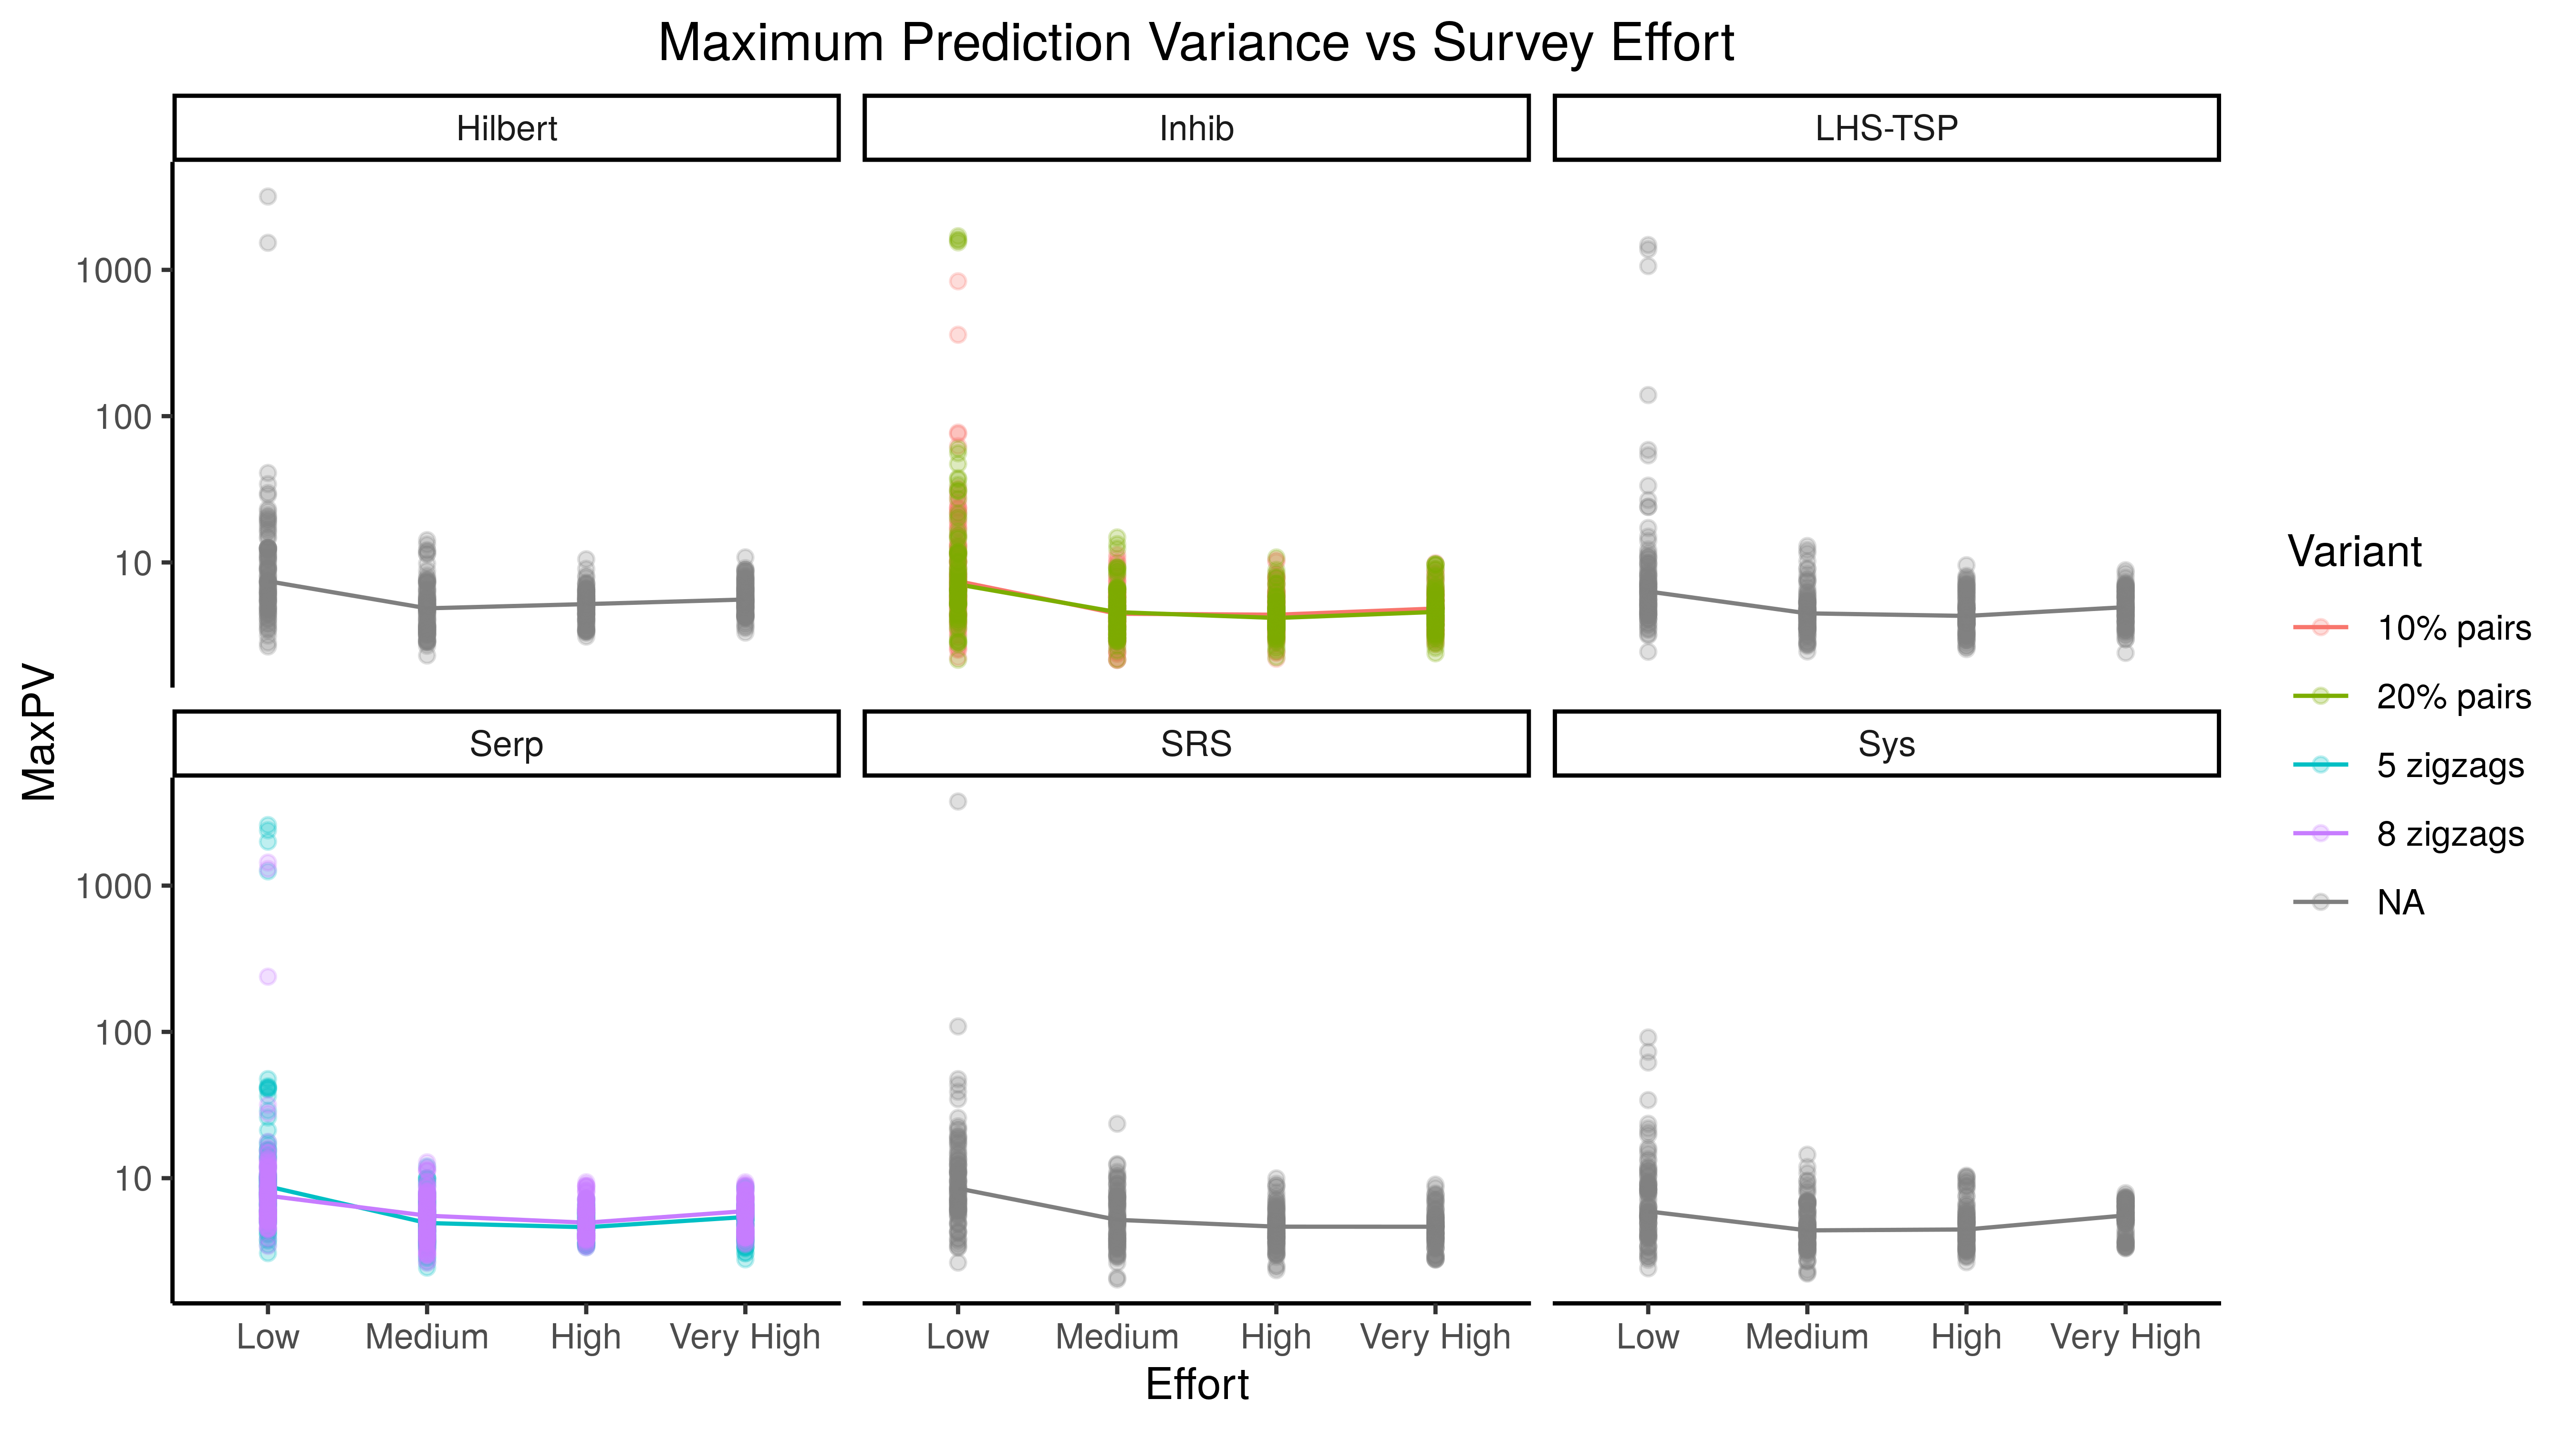 Maximum Prediction Variance vs Survey Effort
Hilbert
Inhib
LHS-TSP
1000
100
10
Serp
SRS
Sys
1000
100
10
MaxPV
Low Medium High Very High
Low Medium High Very High
Low Medium High Very High
Effort
Variant
10% pairs
20% pairs
5 zigzags
8 zigzags
NA